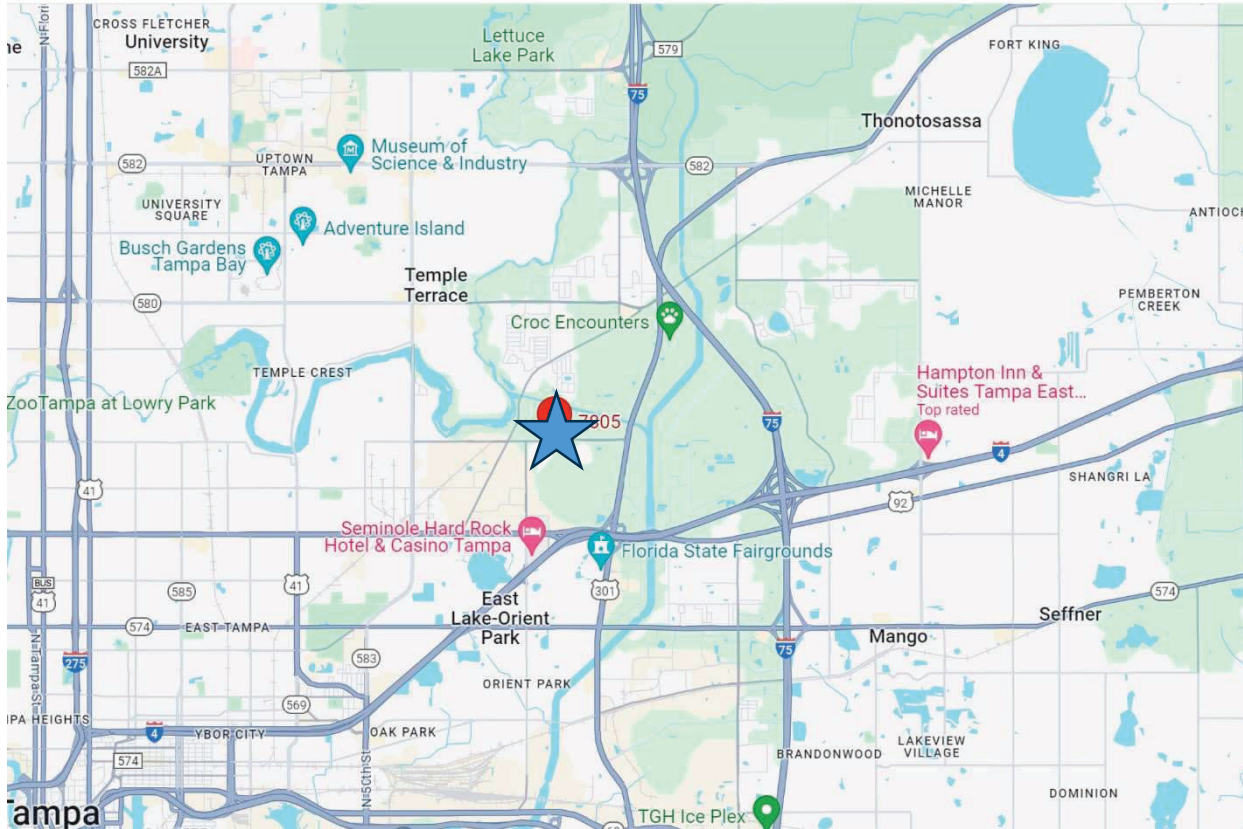 CROSS FLETCHER
University
582A
Lettuce
Lake Park
579
75
FORT KING
Thonotosassa
582
UPTOWN
TAMPA
Museum of
Science & Industry
582
MICHELLE
MANOR
UNIVERSITY
SQUARE
Adventure Island
ANTIOCH
Busch Gardens
Tampa Bay
Temple
Terrace
580
Croc Encounters
PEMBERTON
CREEK
TEMPLE CREST
ZooTampa at Lowry Park
7805
Hampton Inn &
Suites Tampa East...
Top rated
75
4
41
92
SHANGRI LA
Seminole Hard Rock
Hotel & Casino Tampa
Florida State Fairgrounds
BUS
41
585
41
301
574
East
Lake-Orient
Park
574
EAST TAMPA
Seffner
Mango
275
N Tampa St
583
75
ORIENT PARK
569
PA HEIGHTS
4
YBOR CITY
OAK PARK
574
N 50th St
BRANDONWOOD
LAKEVIEW
VILLAGE
DOMINION
Tampa
TGH Ice Plex